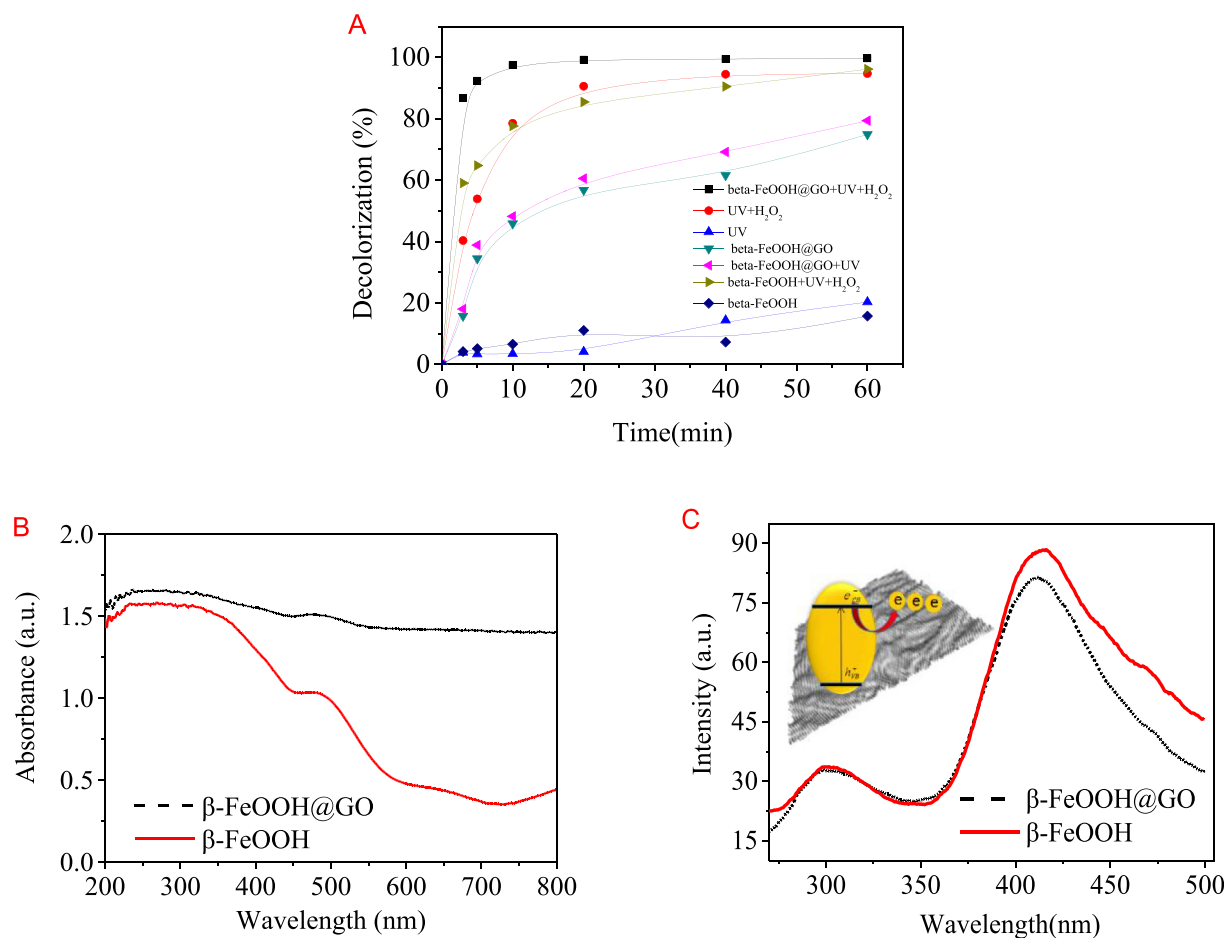 A
100
80
60
40
20
0
Decolorization (%)
beta-FeOOH@GO+UV+H₂O₂
UV+H₂O₂
UV
beta-FeOOH@GO
beta-FeOOH@GO+UV
beta-FeOOH+UV+H₂O₂
beta-FeOOH
0 10 20 30 40 50 60
Time(min)
B
2.0
1.5
1.0
0.5
0.0
Absorbance (a.u.)
β-FeOOH@GO
β-FeOOH
200 300 400 500 600 700 800
Wavelength (nm)
C
90
75
60
45
30
15
Intensity (a.u.)
e⁻CB
e e e
h⁺VB
β-FeOOH@GO
β-FeOOH
300 350 400 450 500
Wavelength(nm)